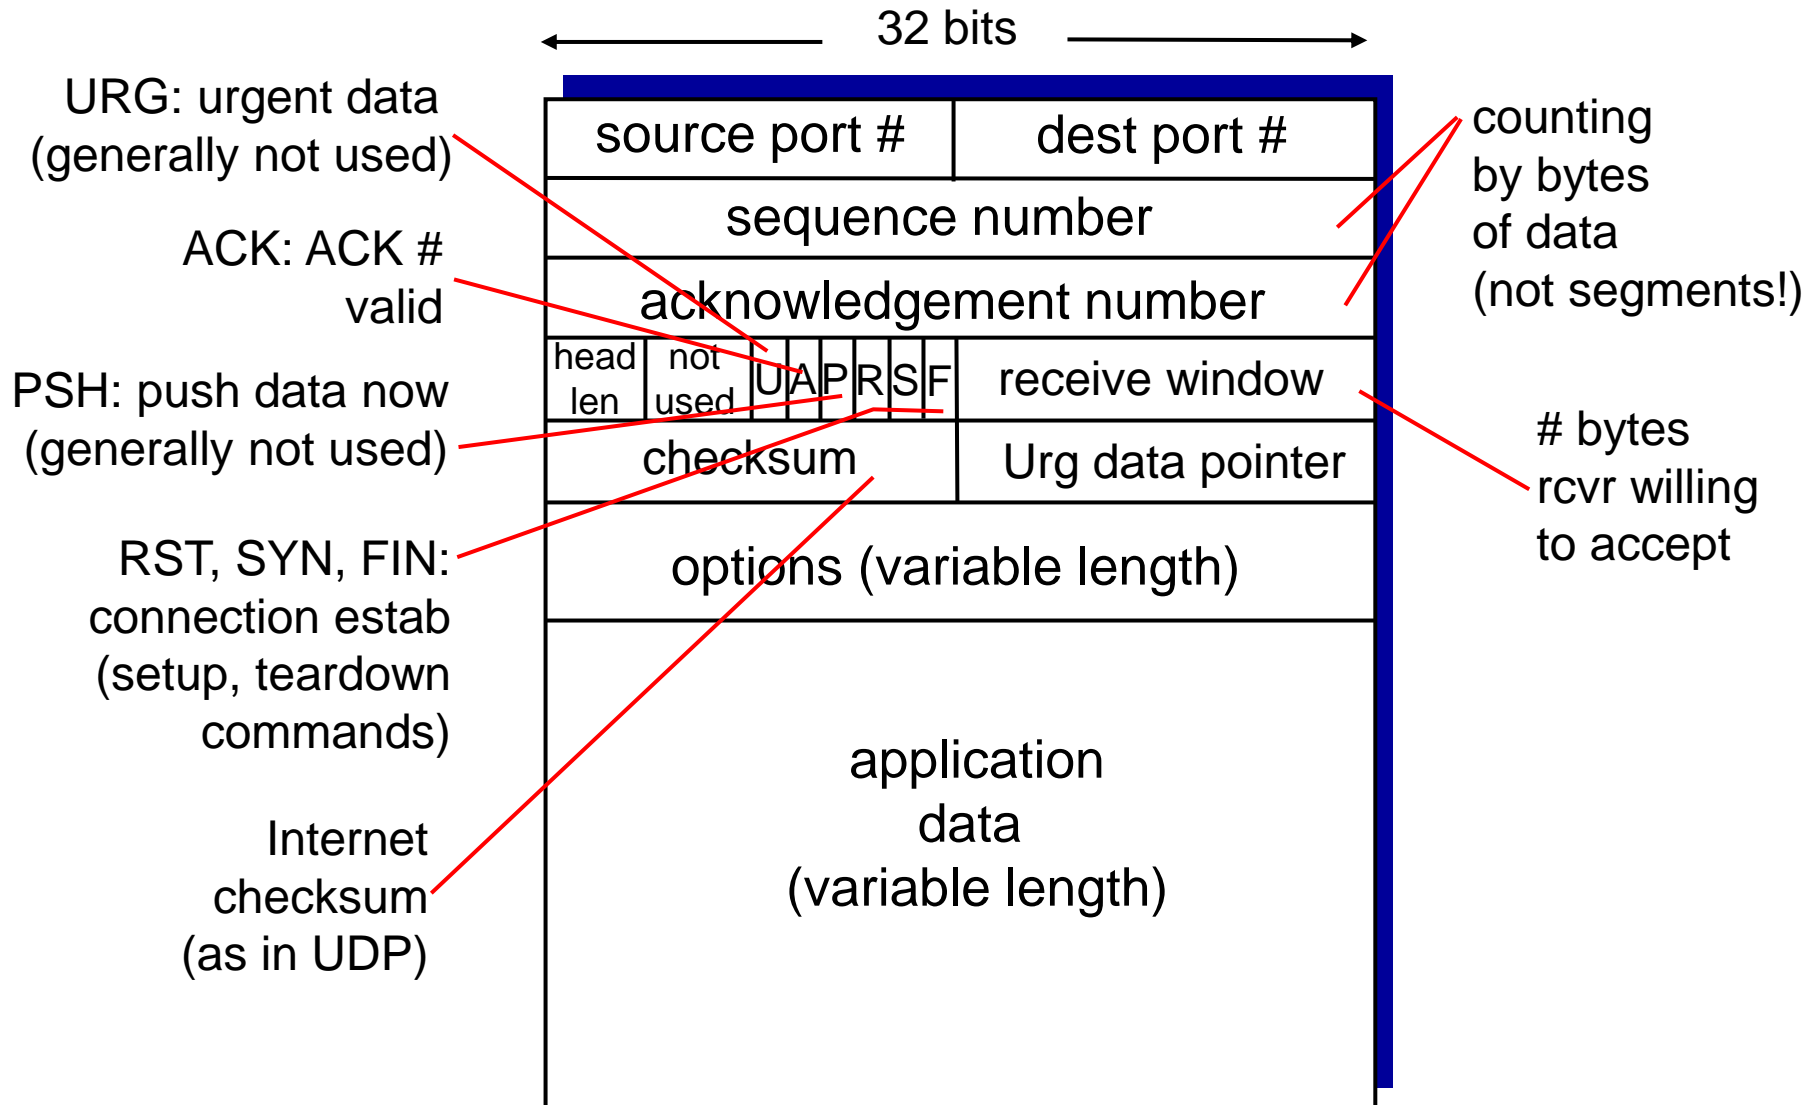 32 bits
URG: urgent data
(generally not used)
ACK: ACK #
valid
PSH: push data now
(generally not used)
RST, SYN, FIN:
connection estab
(setup, teardown
commands)
Internet
checksum
(as in UDP)
source port #
dest port #
sequence number
acknowledgement number
head
len
not
used
U
A
P
R
S
F
receive window
checksum
Urg data pointer
options (variable length)
application
data
(variable length)
counting
by bytes
of data
(not segments!)
# bytes
rcvr willing
to accept